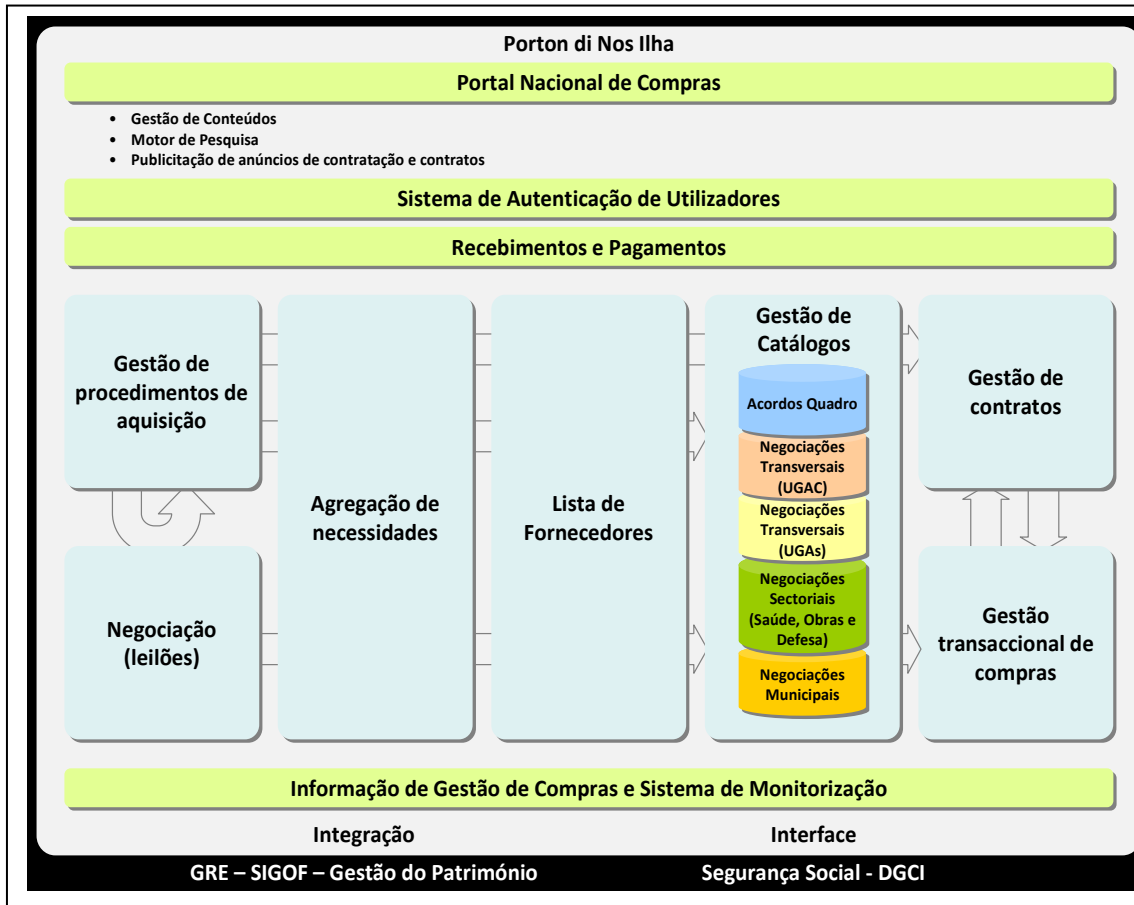 Porton di Nos Ilha
Portal Nacional de Compras
• Gestão de Conteúdos
• Motor de Pesquisa
• Publicitação de anúncios de contratação e contratos
Sistema de Autenticação de Utilizadores
Recebimentos e Pagamentos
Gestão de
procedimentos de
aquisição
Negociação
(leilões)
Agregação de
necessidades
Lista de
Fornecedores
Gestão de
Catálogos
Acordos Quadro
Negociações
Transversais
(UGAC)
Negociações
Transversais
(UGAs)
Negociações
Sectoriais
(Saúde, Obras e
Defesa)
Negociações
Municipais
Gestão de
contratos
Gestão
transaccional de
compras
Informação de Gestão de Compras e Sistema de Monitorização
Integração
Interface
GRE – SIGOF – Gestão do Património
Segurança Social - DGCI